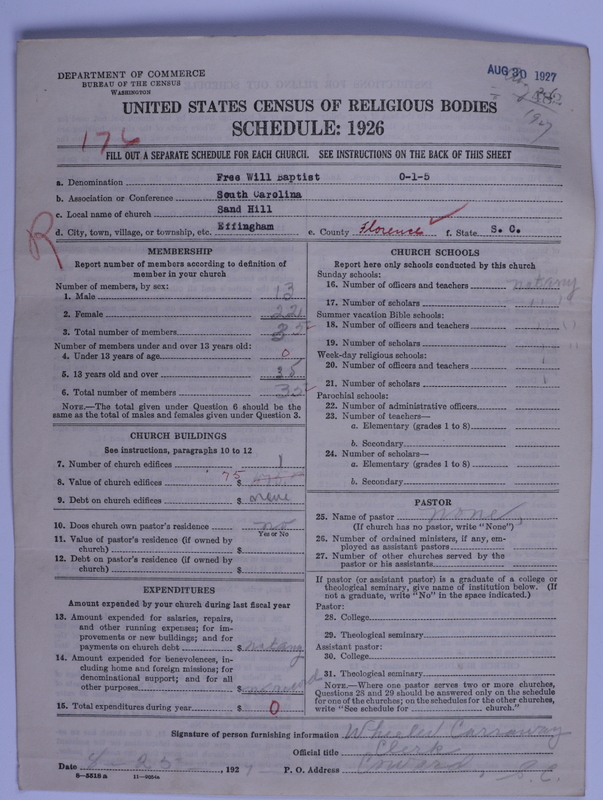 DEPARTMENT OF COMMERCE
BUREAU OF THE CENSUS
WASHINGTON
AUG 30 1927
1927
UNITED STATES CENSUS OF RELIGIOUS BODIES
SCHEDULE: 1926
176
FILL OUT A SEPARATE SCHEDULE FOR EACH CHURCH. SEE INSTRUCTIONS ON THE BACK OF THIS SHEET
a. Denomination Free Will Baptist 0-1-5
b. Association or Conference South Carolina
c. Local name of church Sand Hill
d. City, town, village, or township, etc. Effingham e. County Florence f. State S. C.
R
MEMBERSHIP
Report number of members according to definition of
member in your church
Number of members, by sex:
1. Male 13
2. Female 22
3. Total number of members 35
Number of members under and over 13 years old:
4. Under 13 years of age 0
5. 13 years old and over 35
6. Total number of members 35
NOTE.—The total given under Question 6 should be the
same as the total of males and females given under Question 3.
CHURCH BUILDINGS
See instructions, paragraphs 10 to 12
7. Number of church edifices 1
8. Value of church edifices 75 $
9. Debt on church edifices $ none
10. Does church own pastor's residence no
Yes or No
11. Value of pastor's residence (if owned by
church) $
12. Debt on pastor's residence (if owned by
church) $
EXPENDITURES
Amount expended by your church during last fiscal year
13. Amount expended for salaries, repairs,
and other running expenses; for im-
provements or new buildings; and for
payments on church debt $ not any
14. Amount expended for benevolences, in-
cluding home and foreign missions; for
denominational support; and for all
other purposes $ no record
15. Total expenditures during year $ 0
CHURCH SCHOOLS
Report here only schools conducted by this church
Sunday schools:
16. Number of officers and teachers not any
17. Number of scholars
Summer vacation Bible schools:
18. Number of officers and teachers
19. Number of scholars
Week-day religious schools:
20. Number of officers and teachers
21. Number of scholars
Parochial schools:
22. Number of administrative officers
23. Number of teachers—
a. Elementary (grades 1 to 8)
b. Secondary
24. Number of scholars—
a. Elementary (grades 1 to 8)
b. Secondary
PASTOR
25. Name of pastor none
(If church has no pastor, write "None")
26. Number of ordained ministers, if any, em-
ployed as assistant pastors
27. Number of other churches served by the
pastor or his assistants
If pastor (or assistant pastor) is a graduate of a college or
theological seminary, give name of institution below. (If
not a graduate, write "No" in the space indicated.)
Pastor:
28. College
29. Theological seminary
Assistant pastor:
30. College
31. Theological seminary
NOTE.—Where one pastor serves two or more churches,
Questions 28 and 29 should be answered only on the schedule
for one of the churches; on the schedules for the other churches,
write "See schedule for church."
Signature of person furnishing information Carraway
Official title Clerk
Date , 192 P. O. Address Coward, S. C.
8-5518a 11-9084a